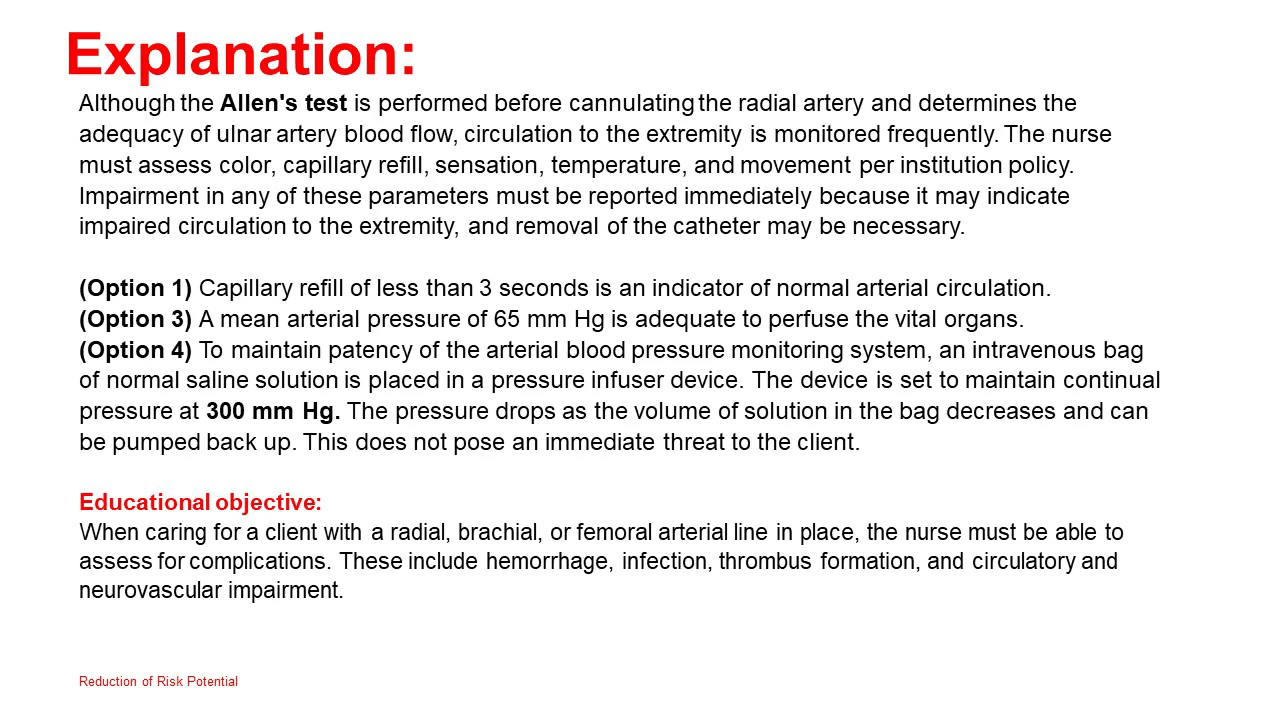 Explanation:
Although the Allen's test is performed before cannulating the radial artery and determines the
adequacy of ulnar artery blood flow, circulation to the extremity is monitored frequently. The nurse
must assess color, capillary refill, sensation, temperature, and movement per institution policy.
Impairment in any of these parameters must be reported immediately because it may indicate
impaired circulation to the extremity, and removal of the catheter may be necessary.
(Option 1) Capillary refill of less than 3 seconds is an indicator of normal arterial circulation.
(Option 3) A mean arterial pressure of 65 mm Hg is adequate to perfuse the vital organs.
(Option 4) To maintain patency of the arterial blood pressure monitoring system, an intravenous bag
of normal saline solution is placed in a pressure infuser device. The device is set to maintain continual
pressure at 300 mm Hg. The pressure drops as the volume of solution in the bag decreases and can
be pumped back up. This does not pose an immediate threat to the client.
Educational objective:
When caring for a client with a radial, brachial, or femoral arterial line in place, the nurse must be able to
assess for complications. These include hemorrhage, infection, thrombus formation, and circulatory and
neurovascular impairment.
Reduction of Risk Potential